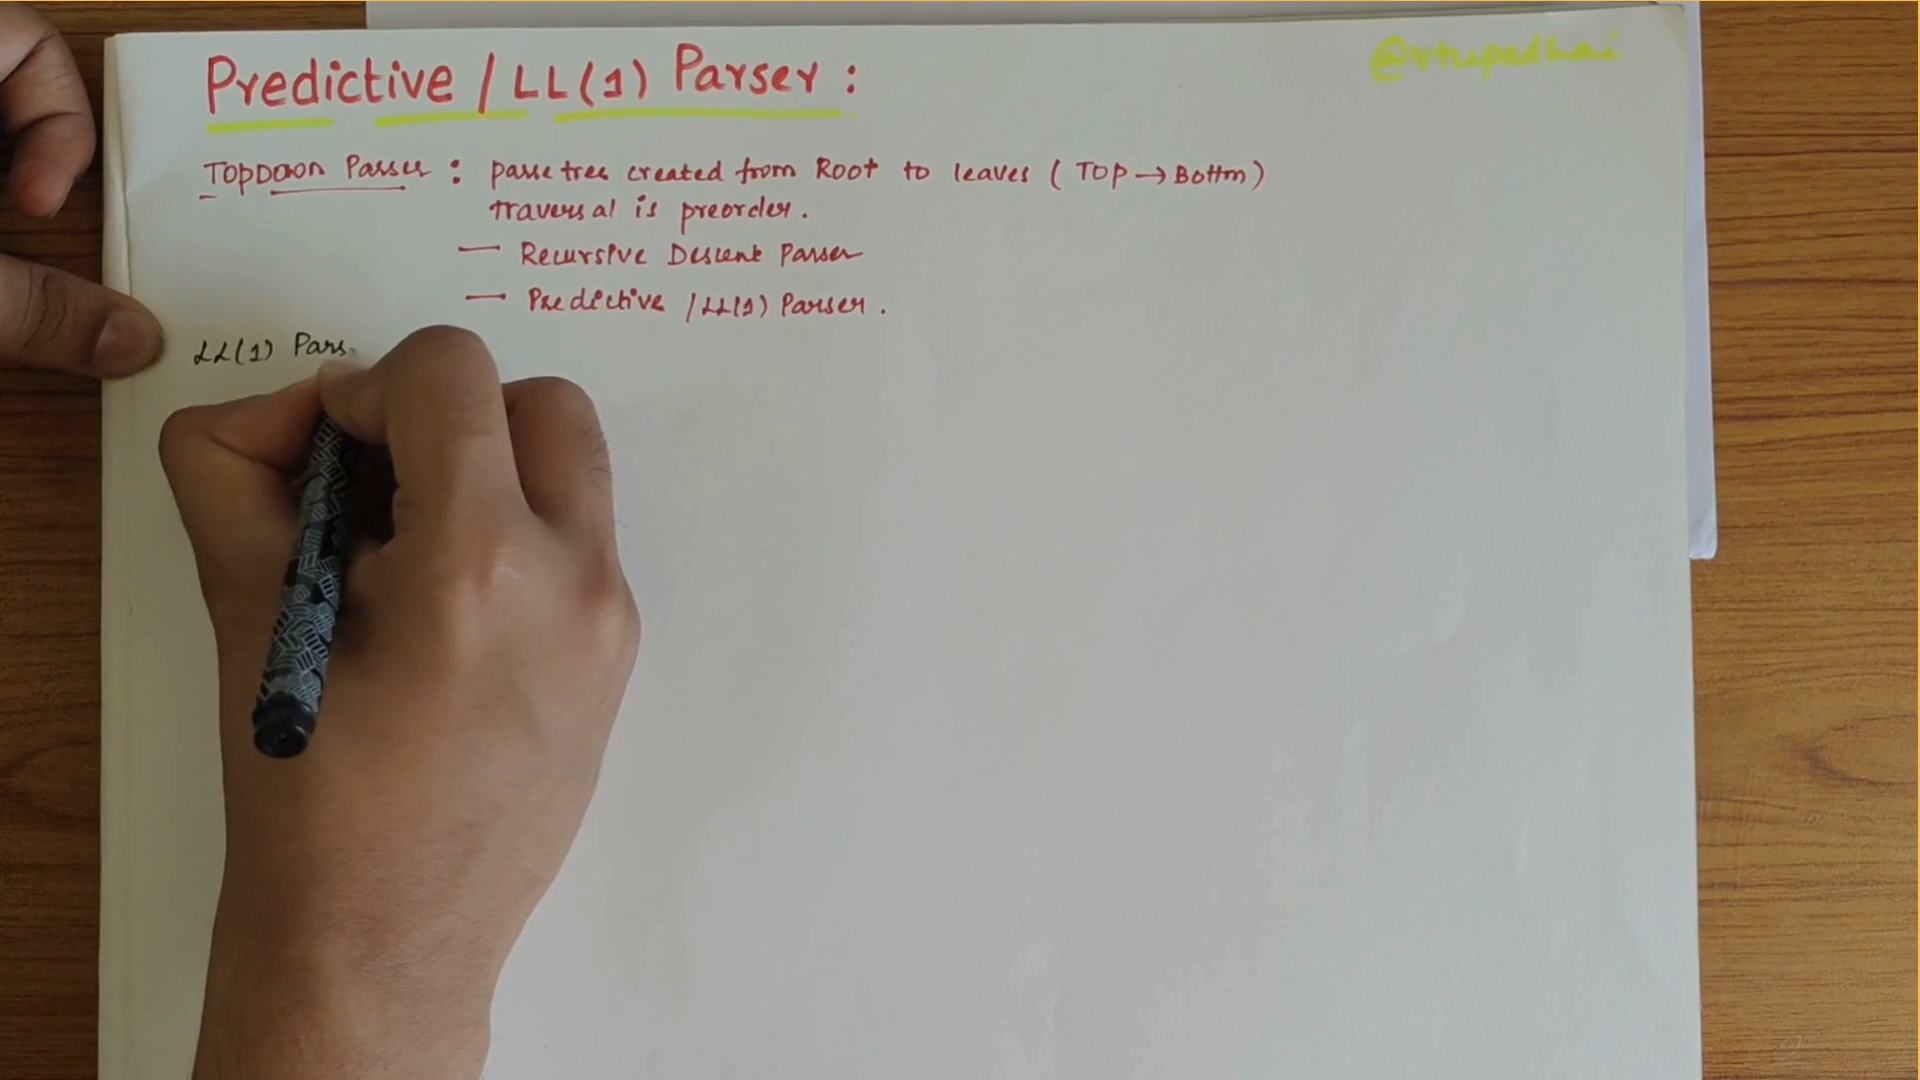 Predictive / LL(1) Parser :
@vtupadhai
TopDown Parser : parse tree created from Root to leaves ( Top → Bottm)
Traversal is preorder.
— Recursive Descent Parser
— Predictive / LL(1) Parser .
LL(1) Pars